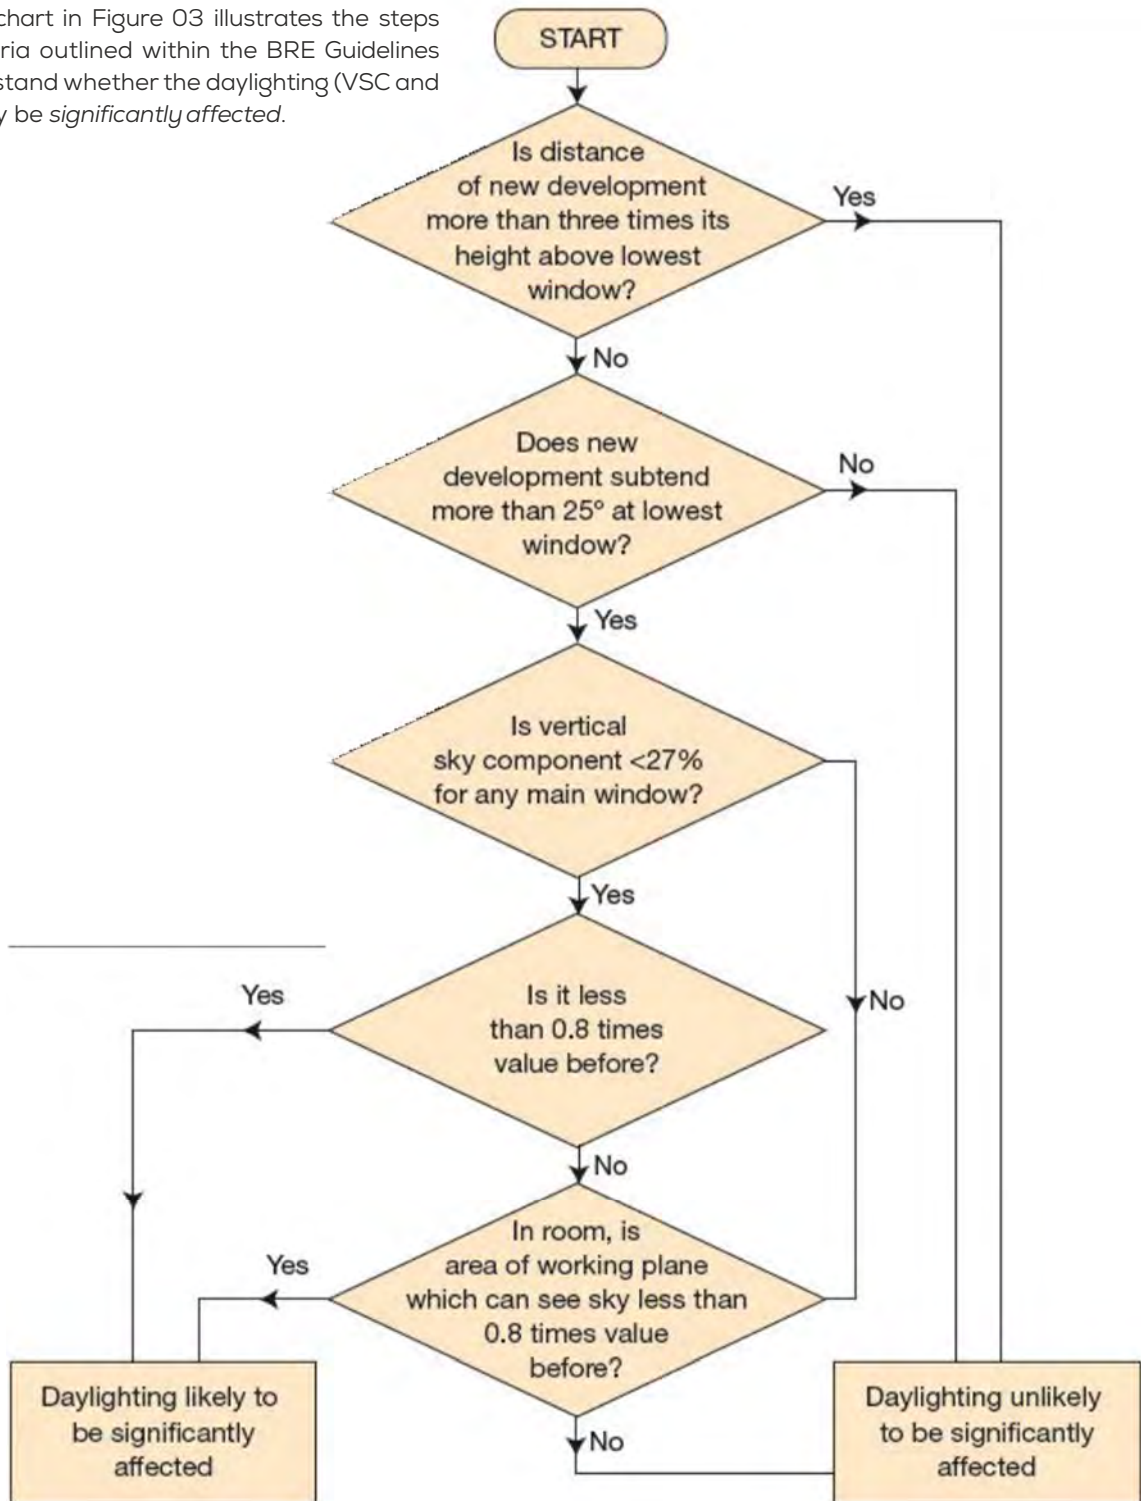 chart in Figure 03 illustrates the steps
ria outlined within the BRE Guidelines
stand whether the daylighting (VSC and
y be significantly affected.
START
Is distance
of new development
more than three times its
height above lowest
window?
Yes
No
Does new
development subtend
more than 25° at lowest
window?
No
Yes
Is vertical
sky component <27%
for any main window?
Yes
No
Is it less
than 0.8 times
value before?
Yes
No
In room, is
area of working plane
which can see sky less than
0.8 times value
before?
Yes
No
Daylighting likely to
be significantly
affected
Daylighting unlikely
to be significantly
affected